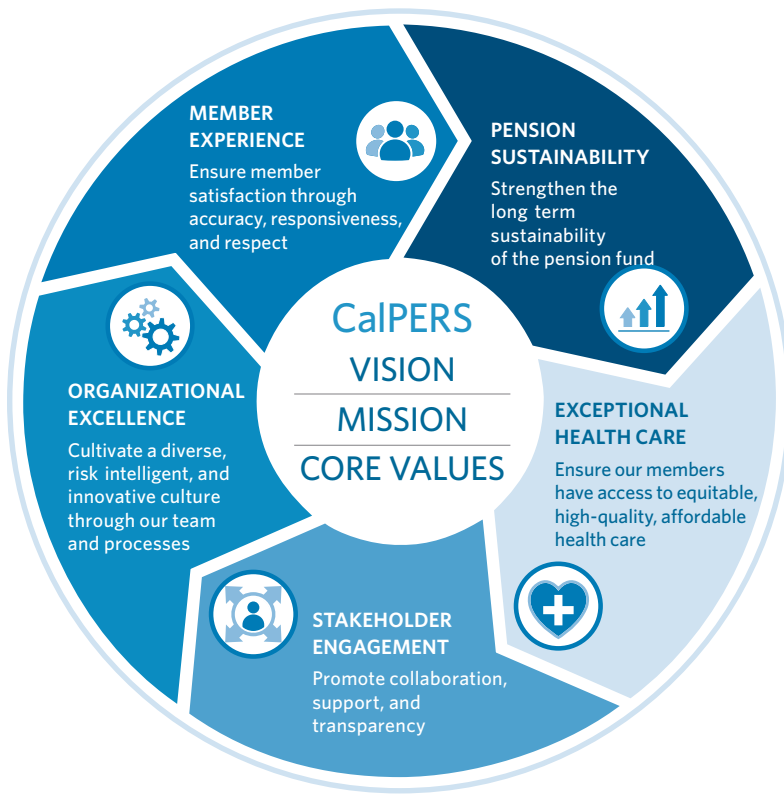 MEMBER
EXPERIENCE
Ensure member
satisfaction through
accuracy, responsiveness,
and respect
PENSION
SUSTAINABILITY
Strengthen the
long term
sustainability
of the pension fund
CalPERS
VISION
MISSION
CORE VALUES
ORGANIZATIONAL
EXCELLENCE
Cultivate a diverse,
risk intelligent, and
innovative culture
through our team
and processes
EXCEPTIONAL
HEALTH CARE
Ensure our members
have access to equitable,
high-quality, affordable
health care
STAKEHOLDER
ENGAGEMENT
Promote collaboration,
support, and
transparency